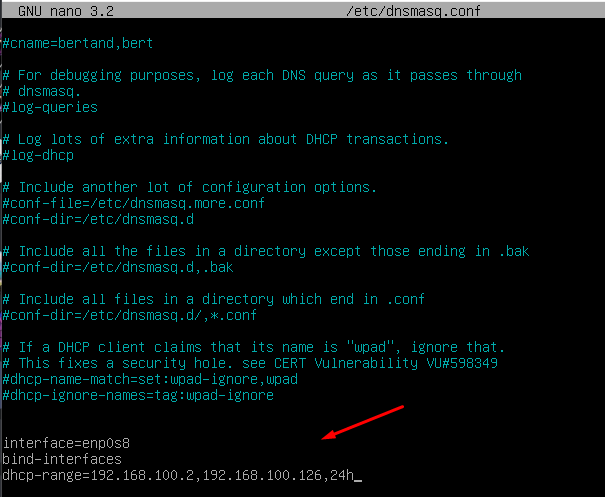 GNU nano 3.2 /etc/dnsmasq.conf
#cname=bertand,bert
# For debugging purposes, log each DNS query as it passes through
# dnsmasq.
#log-queries
# Log lots of extra information about DHCP transactions.
#log-dhcp
# Include another lot of configuration options.
#conf-file=/etc/dnsmasq.more.conf
#conf-dir=/etc/dnsmasq.d
# Include all the files in a directory except those ending in .bak
#conf-dir=/etc/dnsmasq.d,.bak
# Include all files in a directory which end in .conf
#conf-dir=/etc/dnsmasq.d/,*.conf
# If a DHCP client claims that its name is "wpad", ignore that.
# This fixes a security hole. see CERT Vulnerability VU#598349
#dhcp-name-match=set:wpad-ignore,wpad
#dhcp-ignore-names=tag:wpad-ignore
interface=enp0s8
bind-interfaces
dhcp-range=192.168.100.2,192.168.100.126,24h